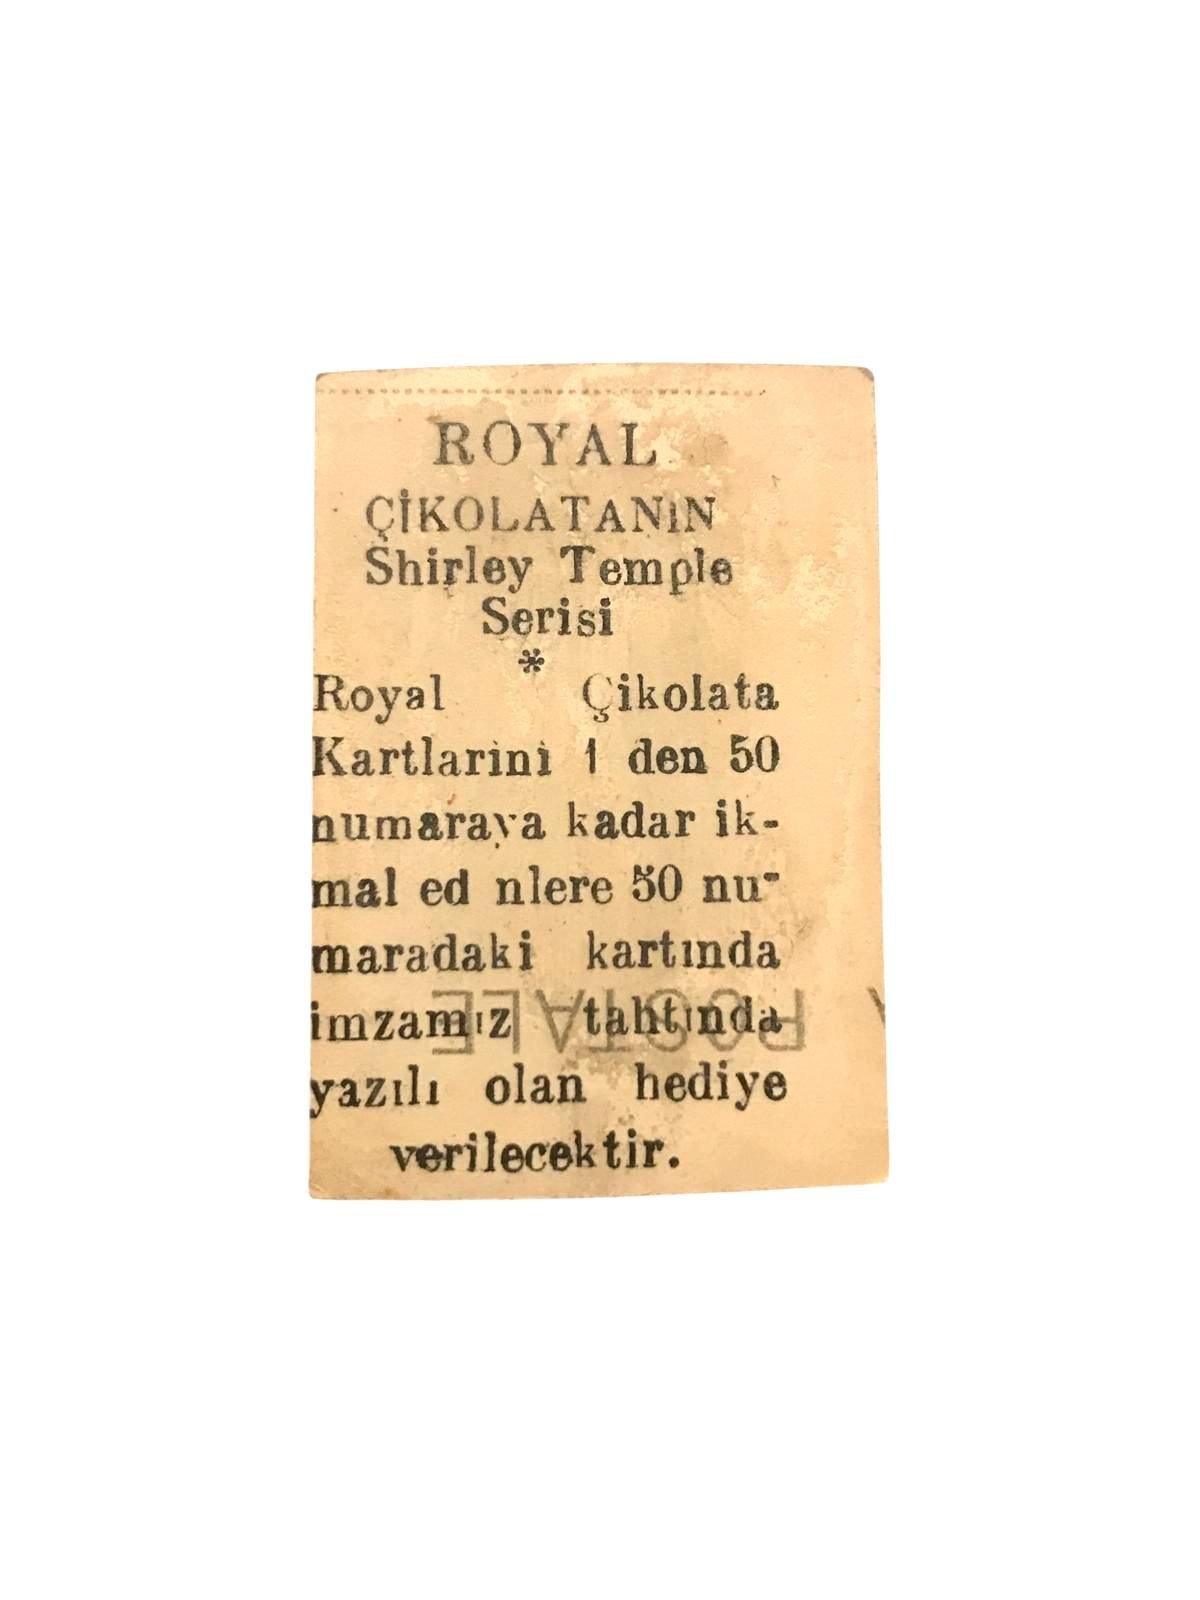 ROYAL
ÇİKOLATANIN
Shirley Temple
Serisi
*
Royal Çikolata
Kartlarini 1 den 50
numaraya kadar ik-
mal ed nlere 50 nu-
maradaki kartında
imzamız tahtında
yazılı olan hediye
verilecektir.
POSTALE